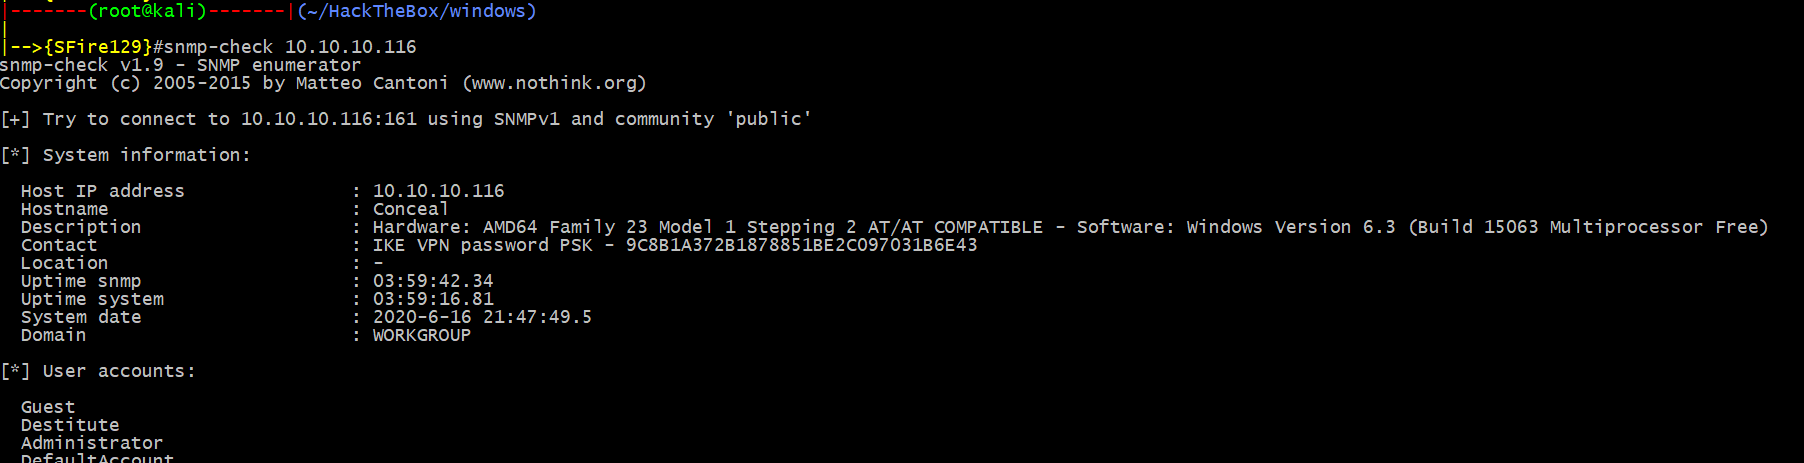 |-------(root@kali)-------|(~/HackTheBox/windows)
|
|-->{SFire129}#snmp-check 10.10.10.116
snmp-check v1.9 - SNMP enumerator
Copyright (c) 2005-2015 by Matteo Cantoni (www.nothink.org)
[+] Try to connect to 10.10.10.116:161 using SNMPv1 and community 'public'
[*] System information:
Host IP address : 10.10.10.116
Hostname : Conceal
Description : Hardware: AMD64 Family 23 Model 1 Stepping 2 AT/AT COMPATIBLE - Software: Windows Version 6.3 (Build 15063 Multiprocessor Free)
Contact : IKE VPN password PSK - 9C8B1A372B1878851BE2C097031B6E43
Location : -
Uptime snmp : 03:59:42.34
Uptime system : 03:59:16.81
System date : 2020-6-16 21:47:49.5
Domain : WORKGROUP
[*] User accounts:
Guest
Destitute
Administrator
DefaultAccount